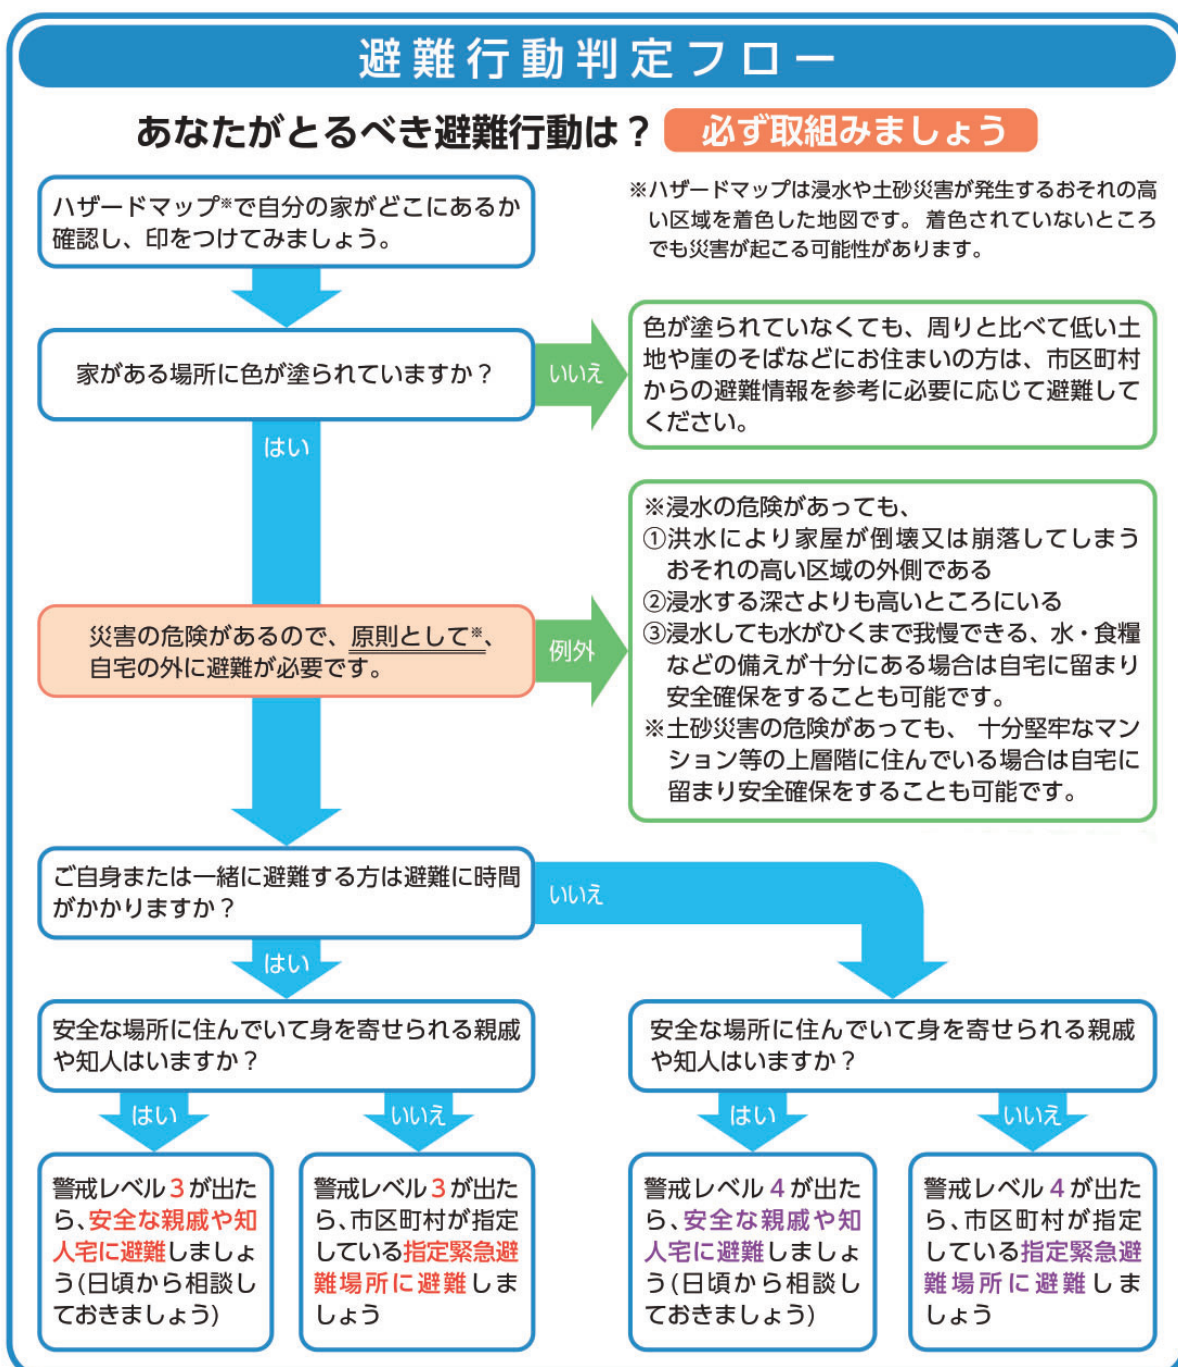 避難行動判定フロー
あなたがとるべき避難行動は？
必ず取組みましょう
ハザードマップ※で自分の家がどこにあるか
確認し、印をつけてみましょう。
※ハザードマップは浸水や土砂災害が発生するおそれの高
い区域を着色した地図です。着色されていないところ
でも災害が起こる可能性があります。
家がある場所に色が塗られていますか？
いいえ
色が塗られていなくても、周りと比べて低い土
地や崖のそばなどにお住まいの方は、市区町村
からの避難情報を参考に必要に応じて避難して
ください。
はい
災害の危険があるので、原則として※、
自宅の外に避難が必要です。
例外
※浸水の危険があっても、
①洪水により家屋が倒壊又は崩落してしまう
おそれの高い区域の外側である
②浸水する深さよりも高いところにいる
③浸水しても水がひくまで我慢できる、水・食糧
などの備えが十分にある場合は自宅に留まり
安全確保をすることも可能です。
※土砂災害の危険があっても、 十分堅牢なマン
ション等の上層階に住んでいる場合は自宅に
留まり安全確保をすることも可能です。
ご自身または一緒に避難する方は避難に時間
がかかりますか？
いいえ
はい
安全な場所に住んでいて身を寄せられる親戚
や知人はいますか？
はい
いいえ
警戒レベル3が出た
ら、安全な親戚や知
人宅に避難しましょ
う(日頃から相談し
ておきましょう)
警戒レベル3が出た
ら、市区町村が指定
している指定緊急避
難場所に避難しま
しょう
安全な場所に住んでいて身を寄せられる親戚
や知人はいますか？
はい
いいえ
警戒レベル4が出た
ら、安全な親戚や知
人宅に避難しましょ
う(日頃から相談し
ておきましょう)
警戒レベル4が出た
ら、市区町村が指定
している指定緊急避
難場所に避難しま
しょう